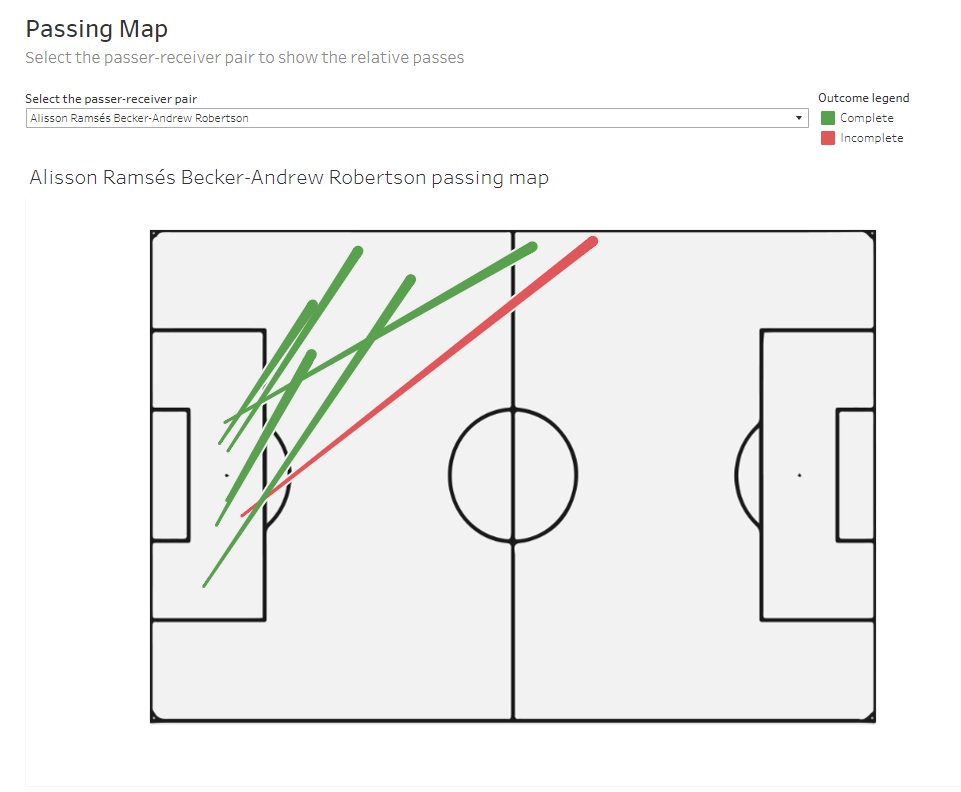 Passing Map
Select the passer-receiver pair to show the relative passes
Select the passer-receiver pair
Outcome legend
Alisson Ramsés Becker-Andrew Robertson
Complete
Incomplete
Alisson Ramsés Becker-Andrew Robertson passing map